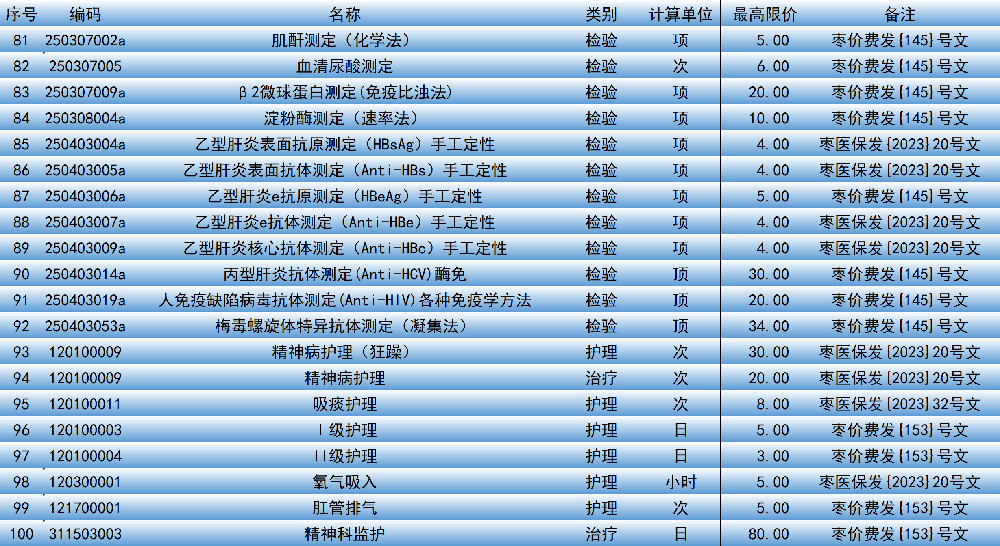 序号 编码 名称 类别 计算单位 最高限价 备注
81 250307002a 肌酐测定（化学法） 检验 项 5.00 枣价费发{145}号文
82 250307005 血清尿酸测定 检验 次 6.00 枣价费发{145}号文
83 250307009a β2微球蛋白测定(免疫比浊法) 检验 项 20.00 枣价费发{145}号文
84 250308004a 淀粉酶测定（速率法） 检验 项 10.00 枣价费发{145}号文
85 250403004a 乙型肝炎表面抗原测定（HBsAg）手工定性 检验 项 4.00 枣医保发{2023}20号文
86 250403005a 乙型肝炎表面抗体测定（Anti-HBs）手工定性 检验 项 4.00 枣医保发{2023}20号文
87 250403006a 乙型肝炎e抗原测定（HBeAg）手工定性 检验 项 5.00 枣价费发{145}号文
88 250403007a 乙型肝炎e抗体测定（Anti-HBe）手工定性 检验 项 4.00 枣医保发{2023}20号文
89 250403009a 乙型肝炎核心抗体测定（Anti-HBc）手工定性 检验 项 4.00 枣医保发{2023}20号文
90 250403014a 丙型肝炎抗体测定(Anti-HCV)酶免 检验 顶 30.00 枣价费发{145}号文
91 250403019a 人免疫缺陷病毒抗体测定(Anti-HIV)各种免疫学方法 检验 顶 20.00 枣价费发{145}号文
92 250403053a 梅毒螺旋体特异抗体测定（凝集法） 检验 顶 34.00 枣价费发{145}号文
93 120100009 精神病护理（狂躁） 护理 次 30.00 枣医保发{2023}20号文
94 120100009 精神病护理 治疗 次 20.00 枣医保发{2023}20号文
95 120100011 吸痰护理 护理 次 8.00 枣医保发{2023}32号文
96 120100003 Ⅰ级护理 护理 日 5.00 枣价费发{153}号文
97 120100004 II级护理 护理 日 3.00 枣价费发{153}号文
98 120300001 氧气吸入 护理 小时 5.00 枣医保发{2023}20号文
99 121700001 肛管排气 护理 次 5.00 枣价费发{153}号文
100 311503003 精神科监护 治疗 日 80.00 枣价费发{153}号文